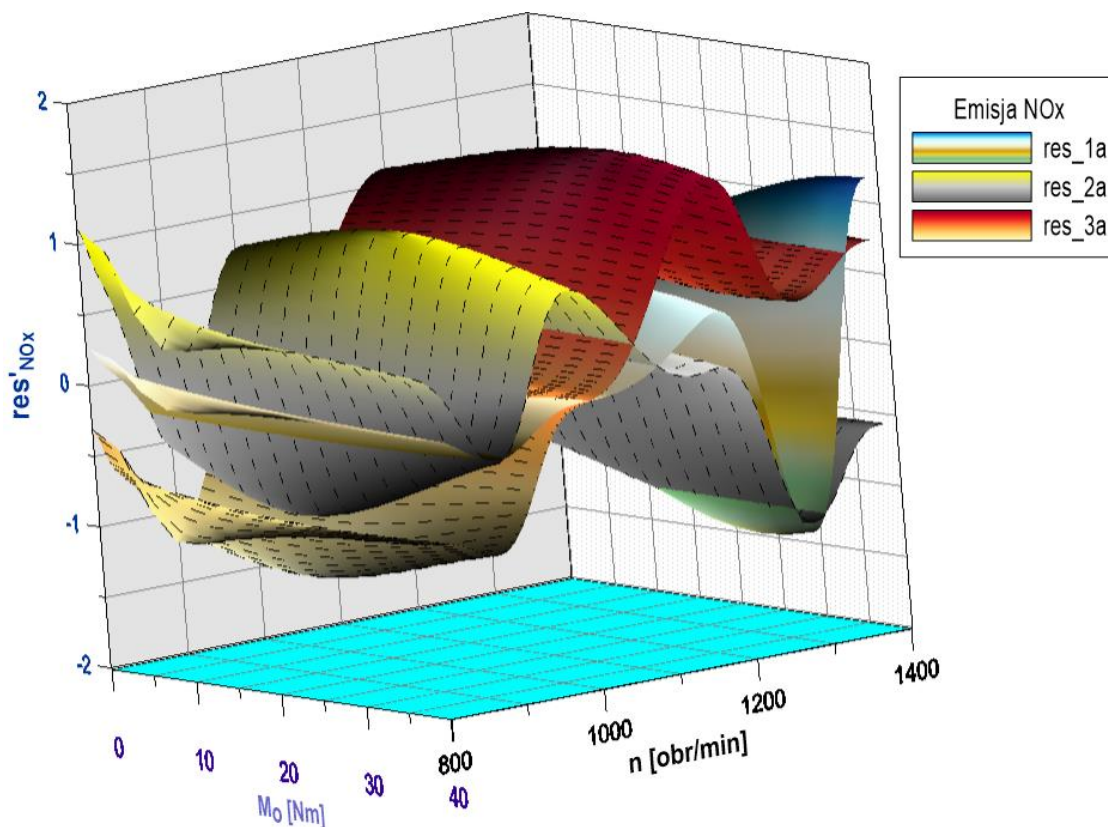 2
1
0
-1
-2
res'NOx
Emisja NOx
res_1a
res_2a
res_3a
0
10
20
30
40
Mo [Nm]
800
1000
1200
1400
n [obr/min]